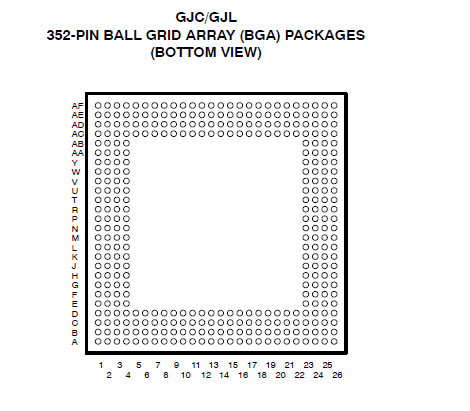 GJC/GJL
352-PIN BALL GRID ARRAY (BGA) PACKAGES
(BOTTOM VIEW)
AF
AE
AD
AC
AB
AA
Y
W
V
U
T
R
P
N
M
L
K
J
H
G
F
E
D
C
B
A
1 3 5 7 9 11 13 15 17 19 21 23 25
2 4 6 8 10 12 14 16 18 20 22 24 26